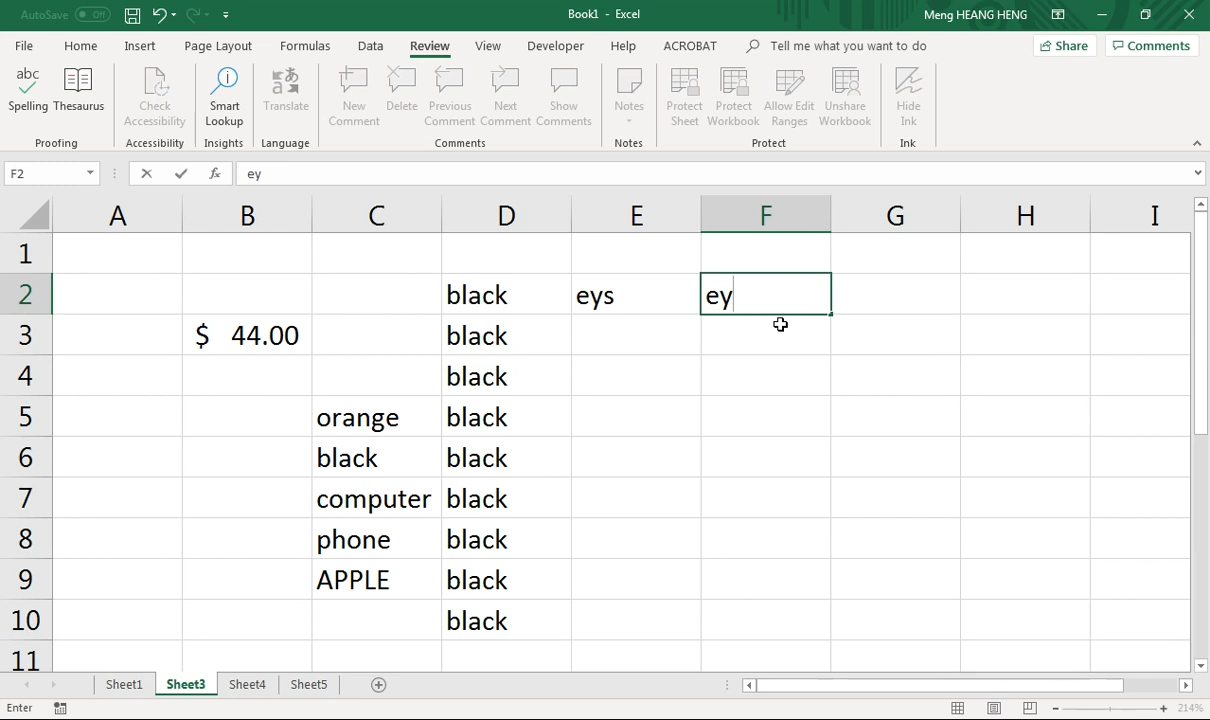 AutoSave Off Book1 - Excel Meng HEANG HENG
File Home Insert Page Layout Formulas Data Review View Developer Help ACROBAT Tell me what you want to do Share Comments
abc
Spelling Thesaurus Check Accessibility Smart Lookup Translate New Comment Delete Previous Comment Next Comment Show Comments Notes Protect Sheet Protect Workbook Allow Edit Ranges Unshare Workbook Hide Ink
Proofing Accessibility Insights Language Comments Notes Protect Ink
F2 fx ey
A B C D E F G H I
1
2 black eys ey
3 $ 44.00 black
4 black
5 orange black
6 black black
7 computer black
8 phone black
9 APPLE black
10 black
11
Sheet1 Sheet3 Sheet4 Sheet5
Enter 214%